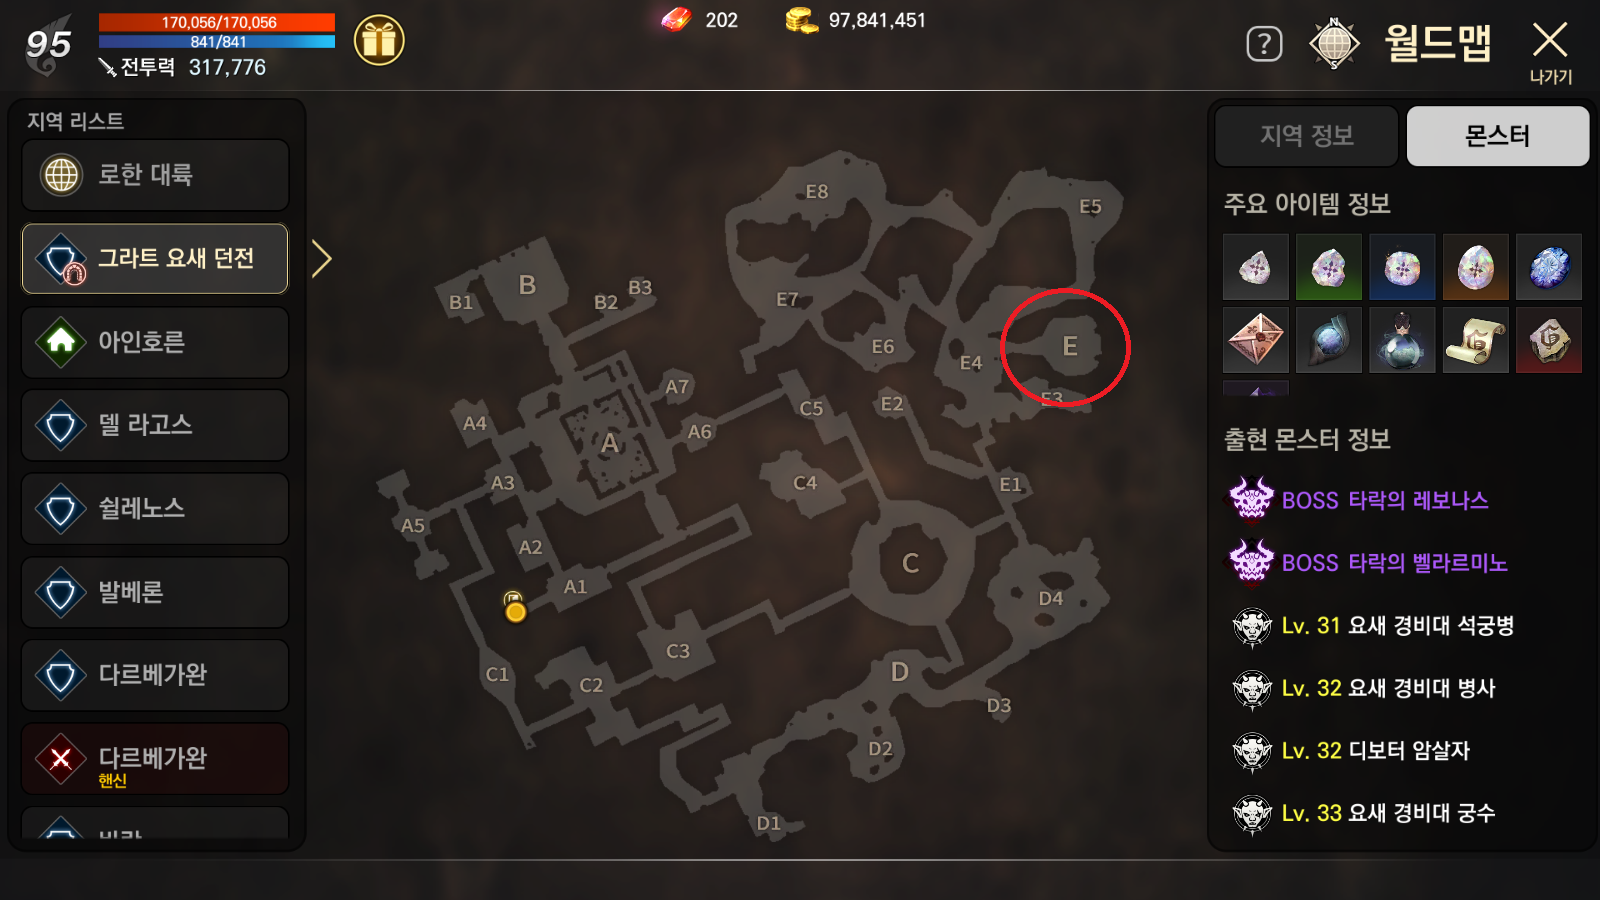 95
170,056/170,056
841/841
전투력 317,776
202
97,841,451
?
N
S
월드맵
나가기
지역 리스트
로한 대륙
그라트 요새 던전
아인호른
델 라고스
쉴레노스
발베론
다르베가완
다르베가완
핸신
E8
E5
B
B1
B2
B3
E7
E
E6
E4
A7
E3
C5
E2
A4
A6
A
A3
C4
E1
A5
A2
C
A1
D4
C3
C1
C2
D
D3
D2
D1
지역 정보
몬스터
주요 아이템 정보
출현 몬스터 정보
BOSS 타락의 레보나스
BOSS 타락의 벨라르미노
Lv. 31 요새 경비대 석궁병
Lv. 32 요새 경비대 병사
Lv. 32 디보터 암살자
Lv. 33 요새 경비대 궁수